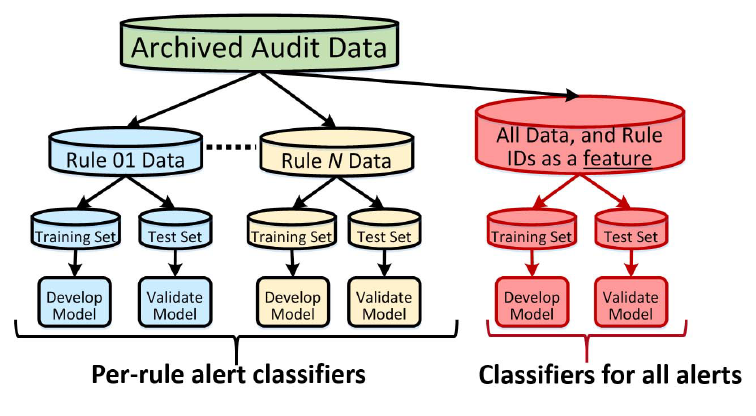 Archived Audit Data
Rule 01 Data
Rule N Data
All Data, and Rule
IDs as a feature
Training Set
Test Set
Training Set
Test Set
Training Set
Test Set
Develop
Model
Validate
Model
Develop
Model
Validate
Model
Develop
Model
Validate
Model
Per-rule alert classifiers
Classifiers for all alerts